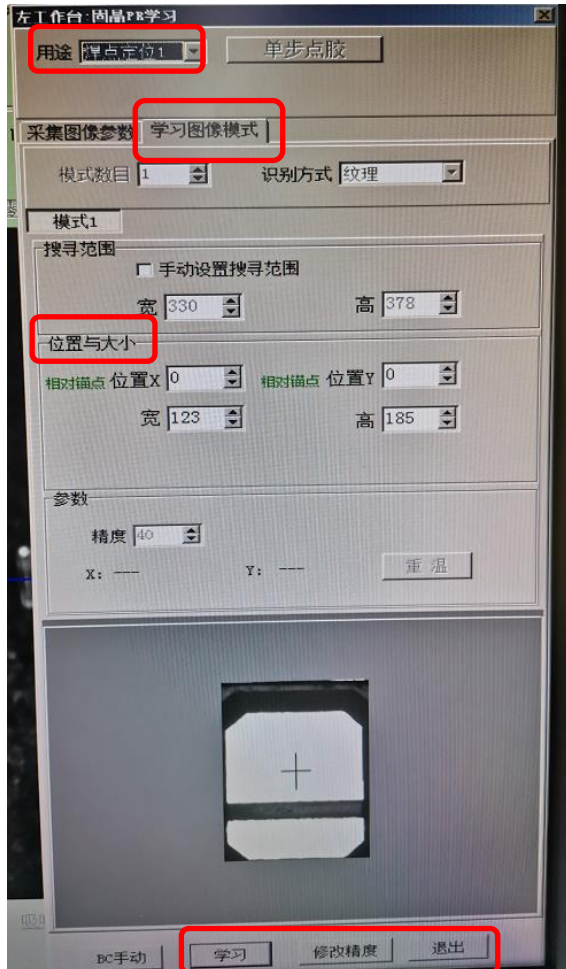 左工作台:固晶PR学习
用途 焊点定位1 单步点胶
采集图像参数 学习图像模式
模式数目 1 识别方式 纹理
模式1
搜寻范围
手动设置搜寻范围
宽 330 高 378
位置与大小
相对锚点 位置X 0 相对锚点 位置Y 0
宽 123 高 185
参数
精度 40
X: --- Y: --- 重温
BC手动 学习 修改精度 退出